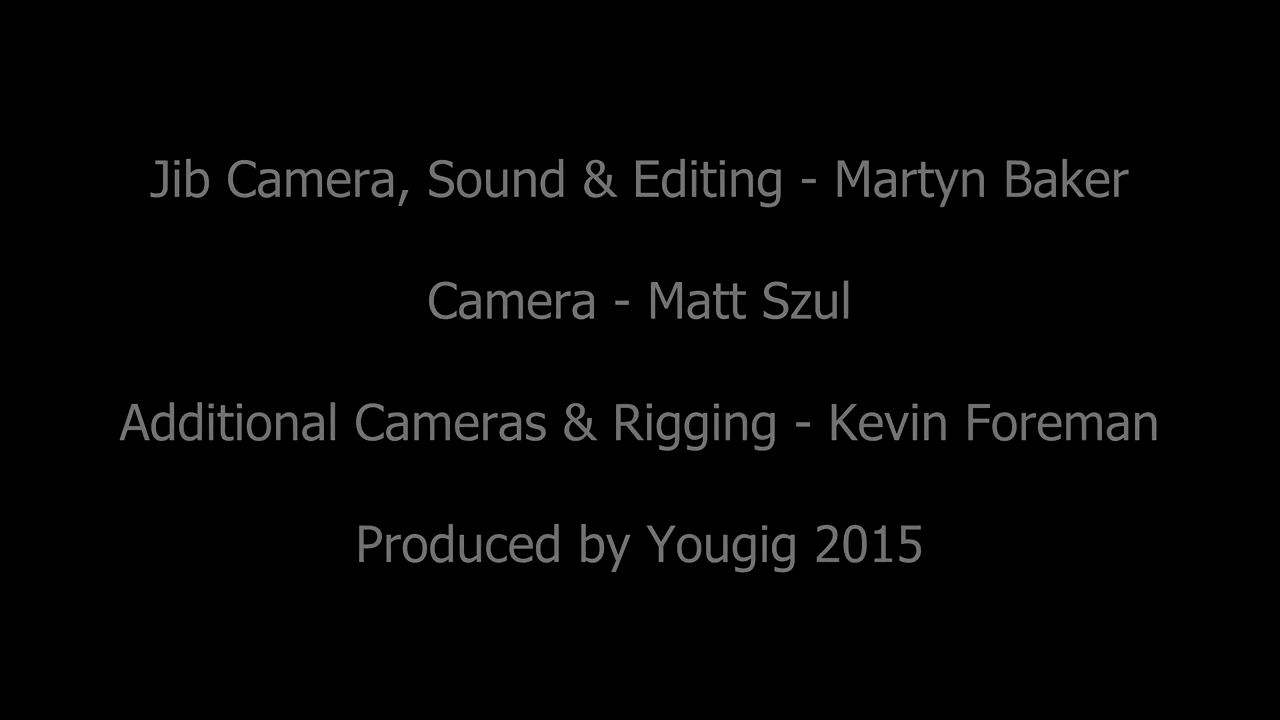 Jib Camera, Sound & Editing - Martyn Baker
Camera - Matt Szul
Additional Cameras & Rigging - Kevin Foreman
Produced by Yougig 2015